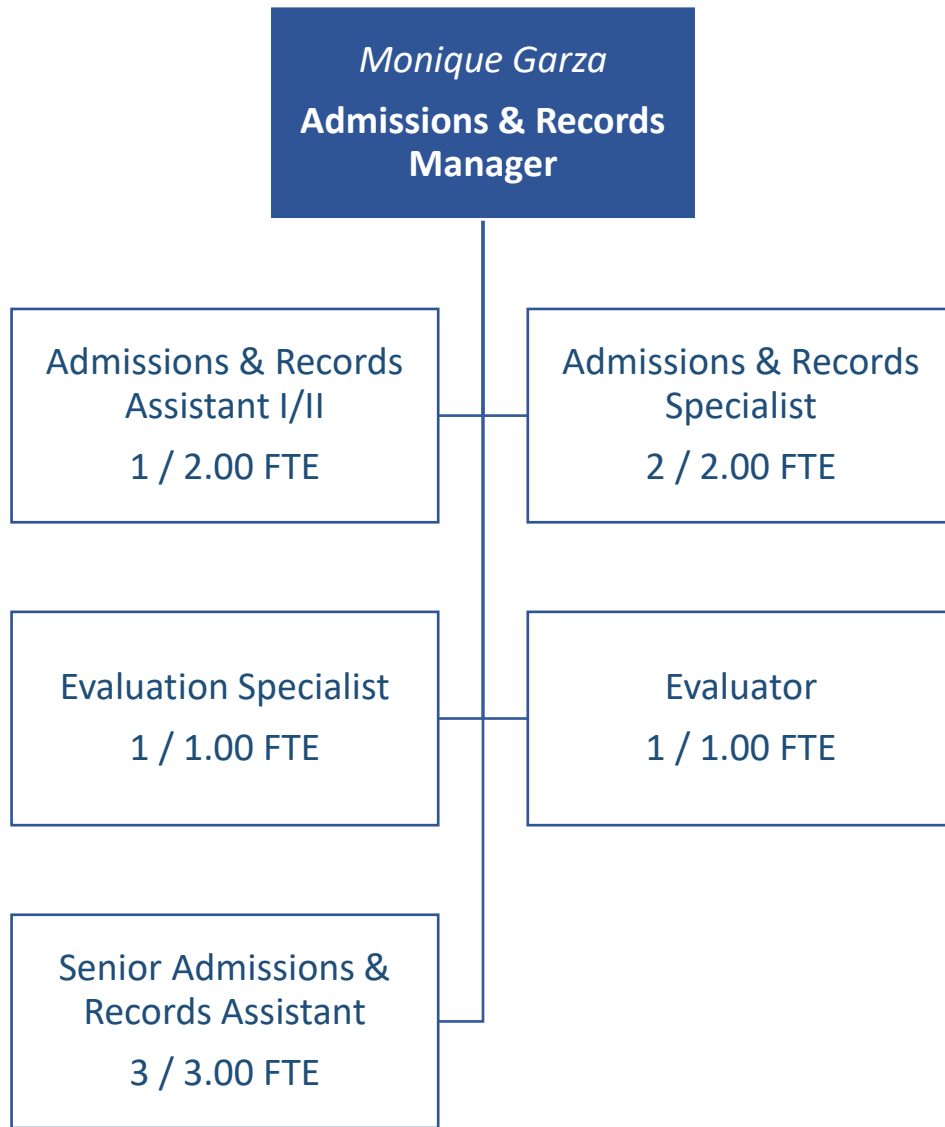 Monique Garza
Admissions & Records
Manager
Admissions & Records
Assistant I/II
1 / 2.00 FTE
Admissions & Records
Specialist
2 / 2.00 FTE
Evaluation Specialist
1 / 1.00 FTE
Evaluator
1 / 1.00 FTE
Senior Admissions &
Records Assistant
3 / 3.00 FTE